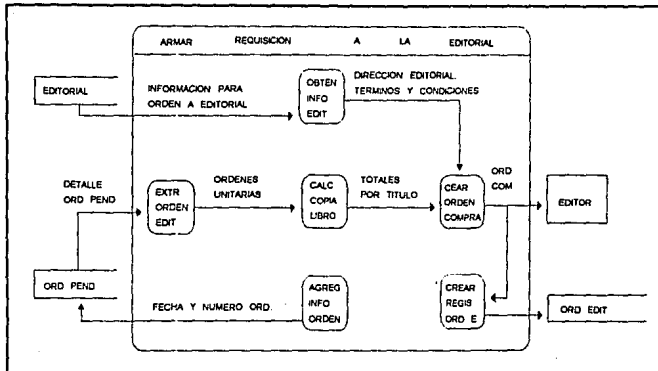 ARMAR REQUISICION A LA EDITORIAL
EDITORIAL
INFORMACION PARA
ORDEN A EDITORIAL
OBTEN
INFO
EDIT
DIRECCION EDITORIAL.
TERMINOS Y CONDICIONES
DETALLE
ORD PEND
EXTR
ORDEN
EDIT
ORDENES
UNITARIAS
CALC
COPIA
LIBRO
TOTALES
POR TITULO
CEAR
ORDEN
COMPRA
ORD
COM
EDITOR
ORD PEND
FECHA Y NUMERO ORD.
AGREG
INFO
ORDEN
CREAR
REGIS
ORD E
ORD EDIT